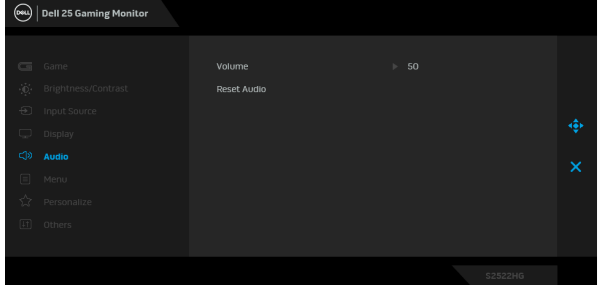 DELL
Dell 25 Gaming Monitor
Game
Volume 50
Brightness/Contrast
Reset Audio
Input Source
Display
Audio
Menu
Personalize
Others
S2522HG